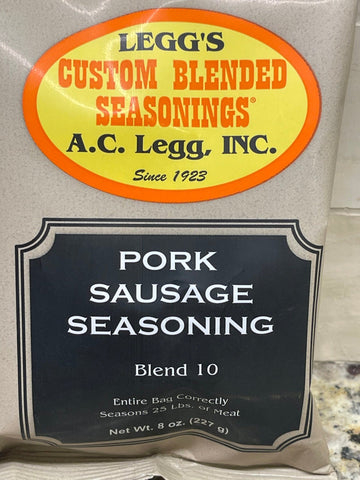 LEGG'S
CUSTOM BLENDED
SEASONINGS®
A.C. Legg, INC.
Since 1923
PORK
SAUSAGE
SEASONING
Blend 10
Entire Bag Correctly
Seasons 25 Lbs. of Meat
Net Wt. 8 oz. (227 g)